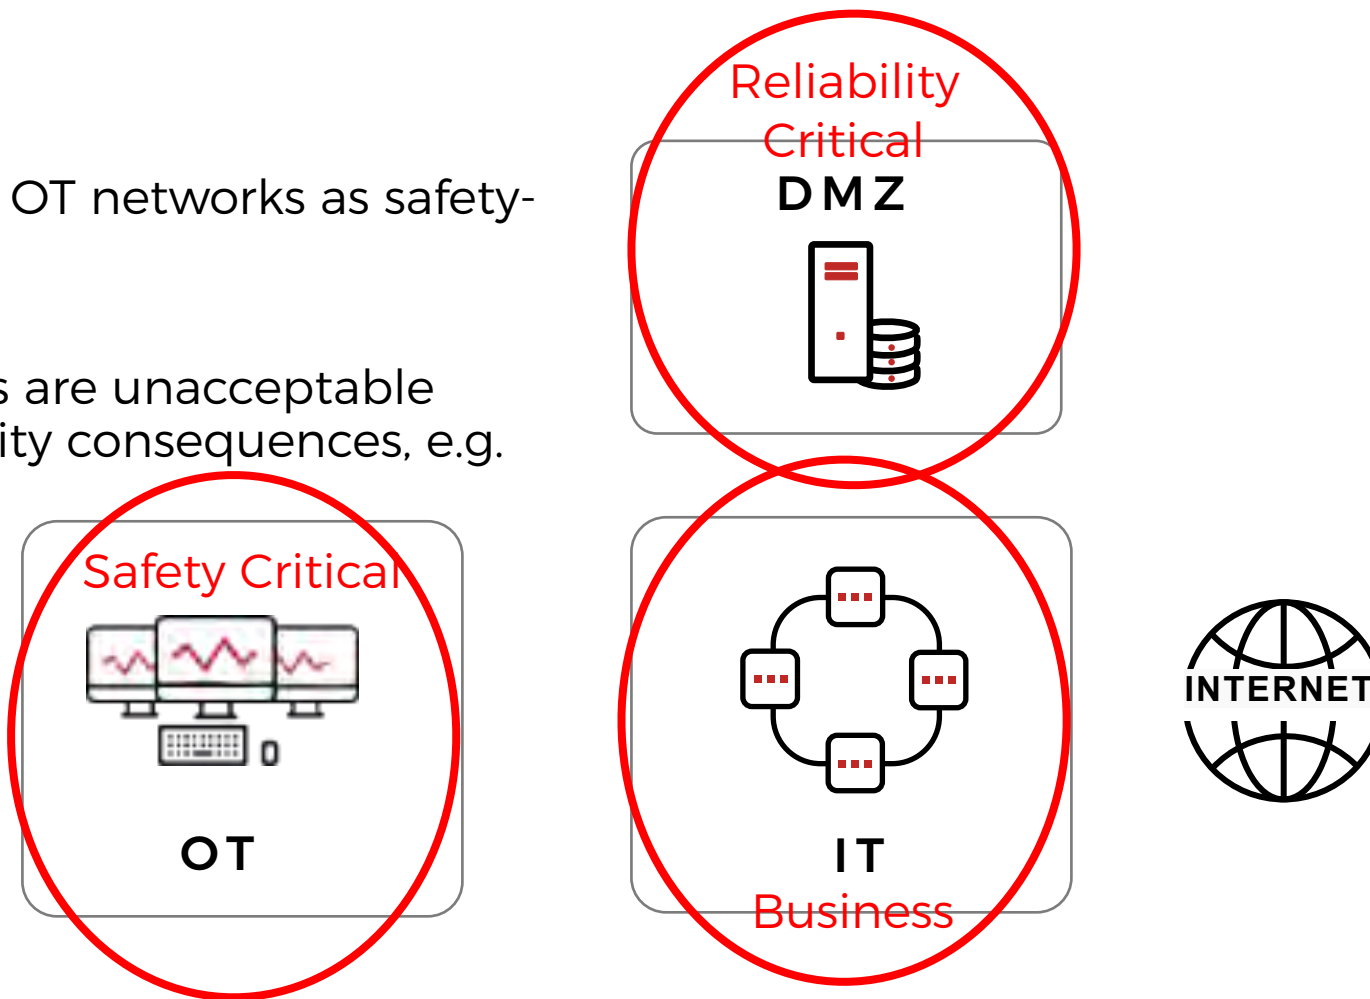 Reliability
Critical
DMZ
OT networks as safety-
s are unacceptable
ity consequences, e.g.
Safety Critical
OT
IT
Business
INTERNET